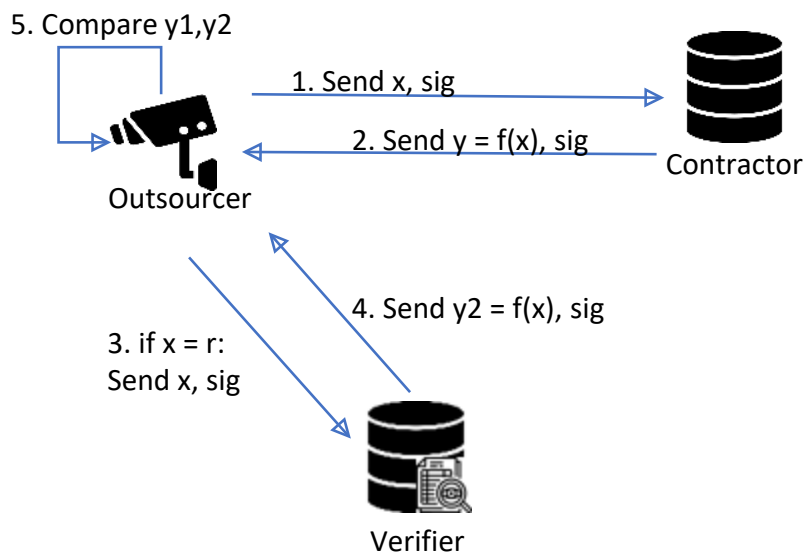 5. Compare y1,y2
1. Send x, sig
2. Send y = f(x), sig
Contractor
Outsourcer
4. Send y2 = f(x), sig
3. if x = r:
Send x, sig
Verifier